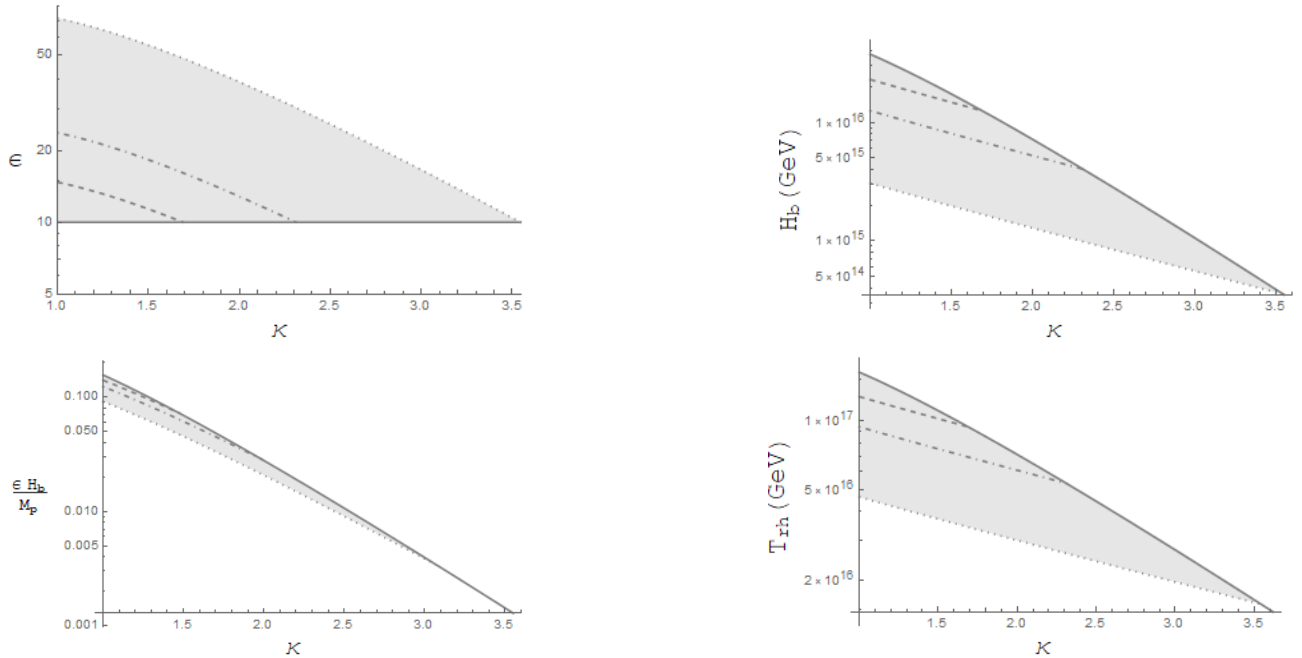 50
20
10
5
ϵ
1.0 1.5 2.0 2.5 3.0 3.5
K
1 × 10^16
5 × 10^15
1 × 10^15
5 × 10^14
H_b (GeV)
1.5 2.0 2.5 3.0 3.5
K
0.100
0.050
0.010
0.005
0.001
ϵ H_b
M_p
1.5 2.0 2.5 3.0 3.5
K
1 × 10^17
5 × 10^16
2 × 10^16
T_rh (GeV)
1.5 2.0 2.5 3.0 3.5
K